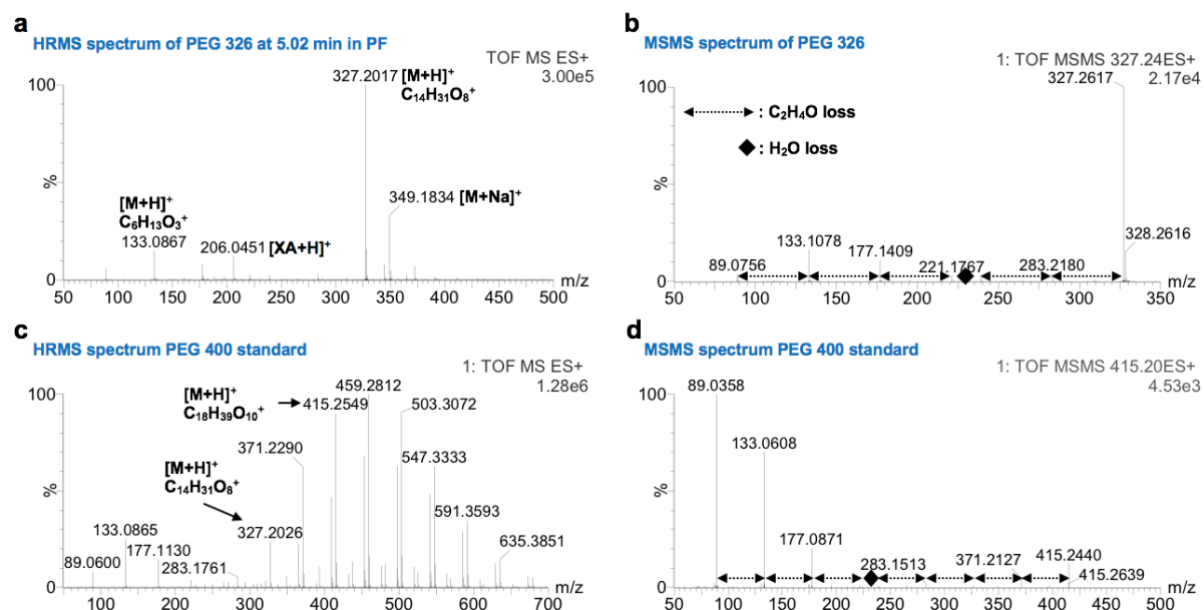 a
HRMS spectrum of PEG 326 at 5.02 min in PF
TOF MS ES+
3.00e5
100
%
0
327.2017
[M+H]⁺
C₁₄H₃₁O₈⁺
349.1834 [M+Na]⁺
[M+H]⁺
C₆H₁₃O₃⁺
133.0867
206.0451 [XA+H]⁺
m/z
50 100 150 200 250 300 350 400 450 500
b
MSMS spectrum of PEG 326
1: TOF MSMS 327.24ES+
2.17e4
100
%
0
327.2617
: C₂H₄O loss
: H₂O loss
328.2616
133.1078
177.1409
89.0756
221.1767
283.2180
m/z
50 100 150 200 250 300 350
c
HRMS spectrum PEG 400 standard
1: TOF MS ES+
1.28e6
100
%
0
[M+H]⁺
C₁₈H₃₉O₁₀⁺
459.2812
415.2549
503.3072
371.2290
547.3333
[M+H]⁺
C₁₄H₃₁O₈⁺
591.3593
327.2026
635.3851
133.0865
177.1130
89.0600
283.1761
m/z
100 200 300 400 500 600 700
d
MSMS spectrum PEG 400 standard
1: TOF MSMS 415.20ES+
4.53e3
100
%
0
89.0358
133.0608
177.0871
283.1513
371.2127
415.2440
415.2639
m/z
50 100 150 200 250 300 350 400 450 500